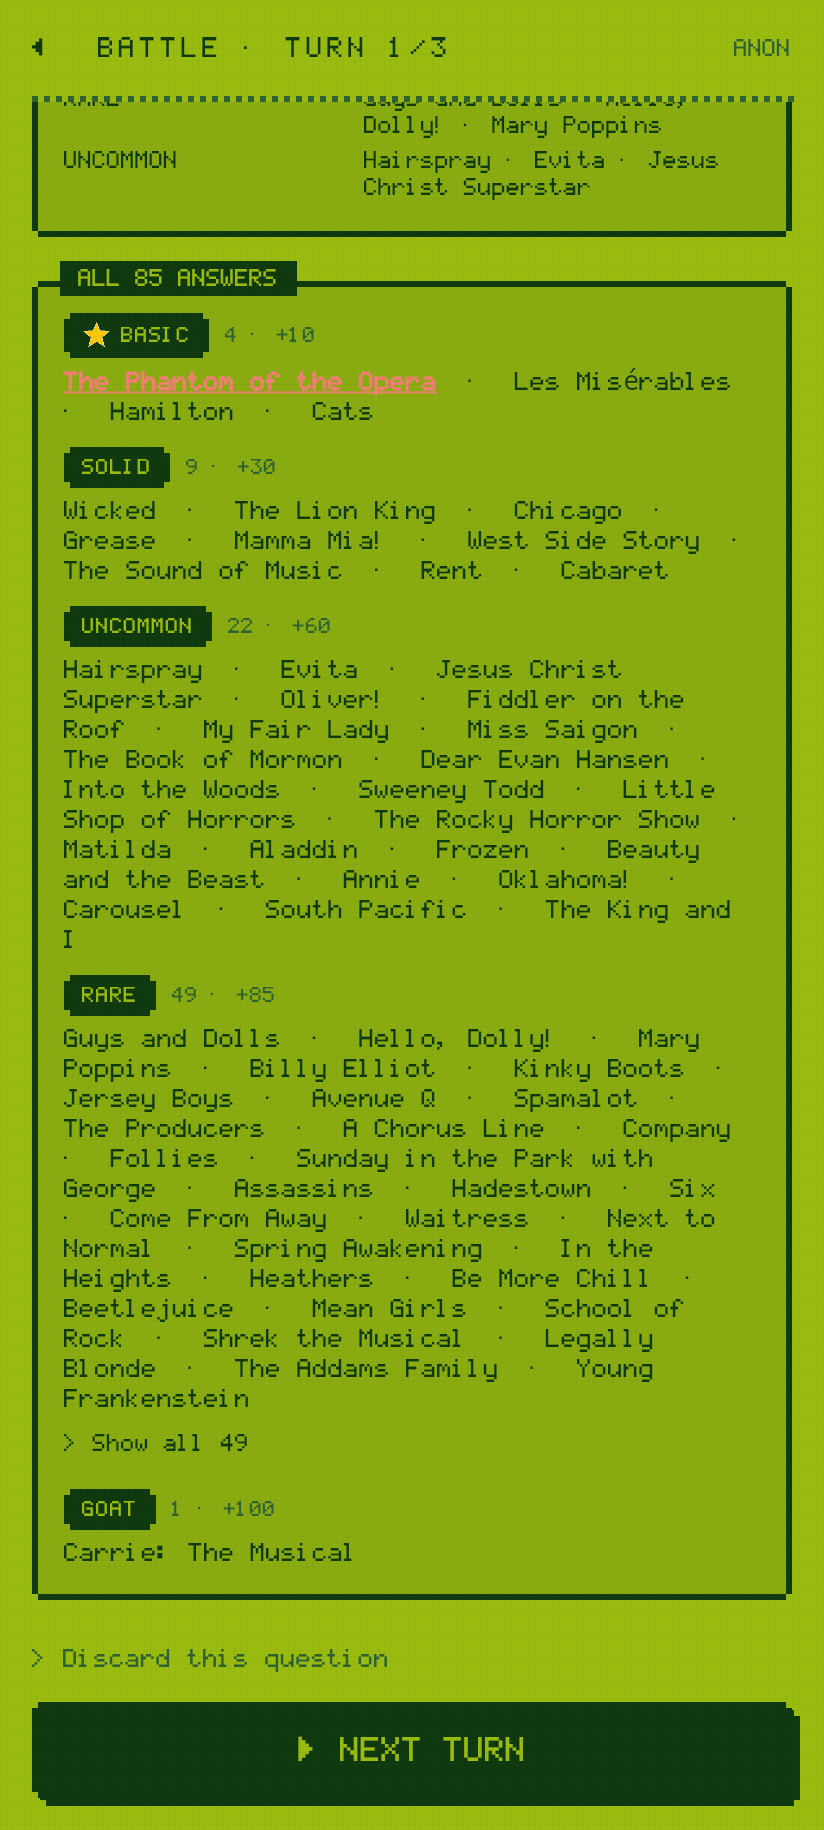 BATTLE · TURN 1/3
ANON
Dolly! · Mary Poppins
UNCOMMON
Hairspray · Evita · Jesus
Christ Superstar
ALL 85 ANSWERS
BASIC 4 · +10
The Phantom of the Opera · Les Misérables
· Hamilton · Cats
SOLID 9 · +30
Wicked · The Lion King · Chicago ·
Grease · Mamma Mia! · West Side Story ·
The Sound of Music · Rent · Cabaret
UNCOMMON 22 · +60
Hairspray · Evita · Jesus Christ
Superstar · Oliver! · Fiddler on the
Roof · My Fair Lady · Miss Saigon ·
The Book of Mormon · Dear Evan Hansen ·
Into the Woods · Sweeney Todd · Little
Shop of Horrors · The Rocky Horror Show ·
Matilda · Aladdin · Frozen · Beauty
and the Beast · Annie · Oklahoma! ·
Carousel · South Pacific · The King and
I
RARE 49 · +85
Guys and Dolls · Hello, Dolly! · Mary
Poppins · Billy Elliot · Kinky Boots ·
Jersey Boys · Avenue Q · Spamalot ·
The Producers · A Chorus Line · Company
· Follies · Sunday in the Park with
George · Assassins · Hadestown · Six
· Come From Away · Waitress · Next to
Normal · Spring Awakening · In the
Heights · Heathers · Be More Chill ·
Beetlejuice · Mean Girls · School of
Rock · Shrek the Musical · Legally
Blonde · The Addams Family · Young
Frankenstein
> Show all 49
GOAT 1 · +100
Carrie: The Musical
> Discard this question
NEXT TURN